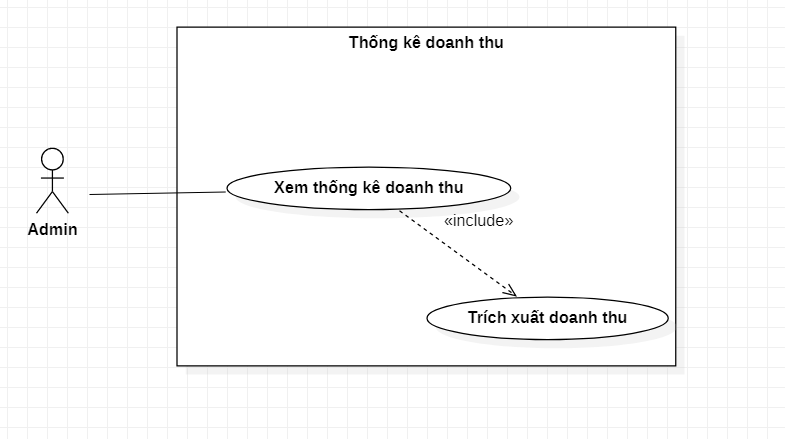 Thống kê doanh thu
Xem thống kê doanh thu
«include»
Admin
Trích xuất doanh thu